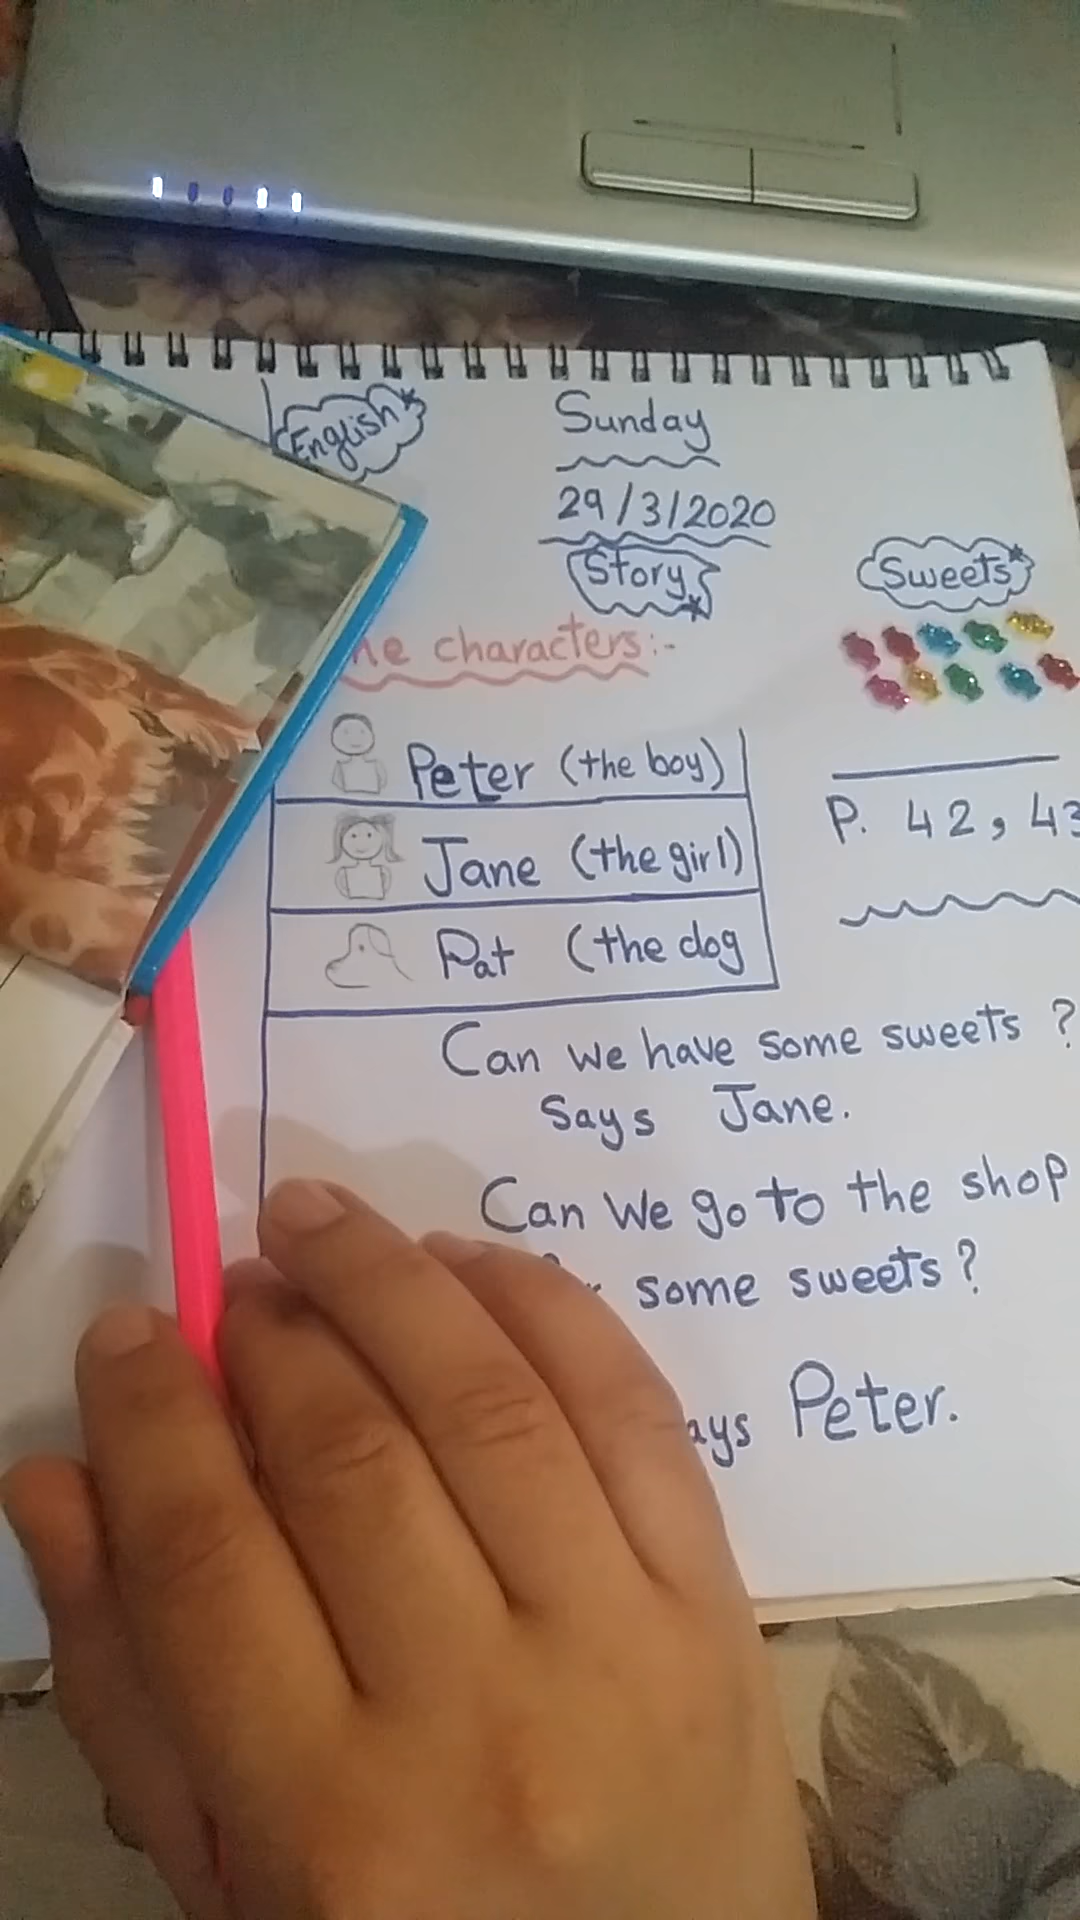 English
Sunday
29/3/2020
Story
Sweets
characters:-
Peter (the boy)
Jane (the girl)
Pat (the dog
P. 42, 43
Can we have some sweets ?
Says Jane.
Can We go to the shop
some sweets ?
Peter.